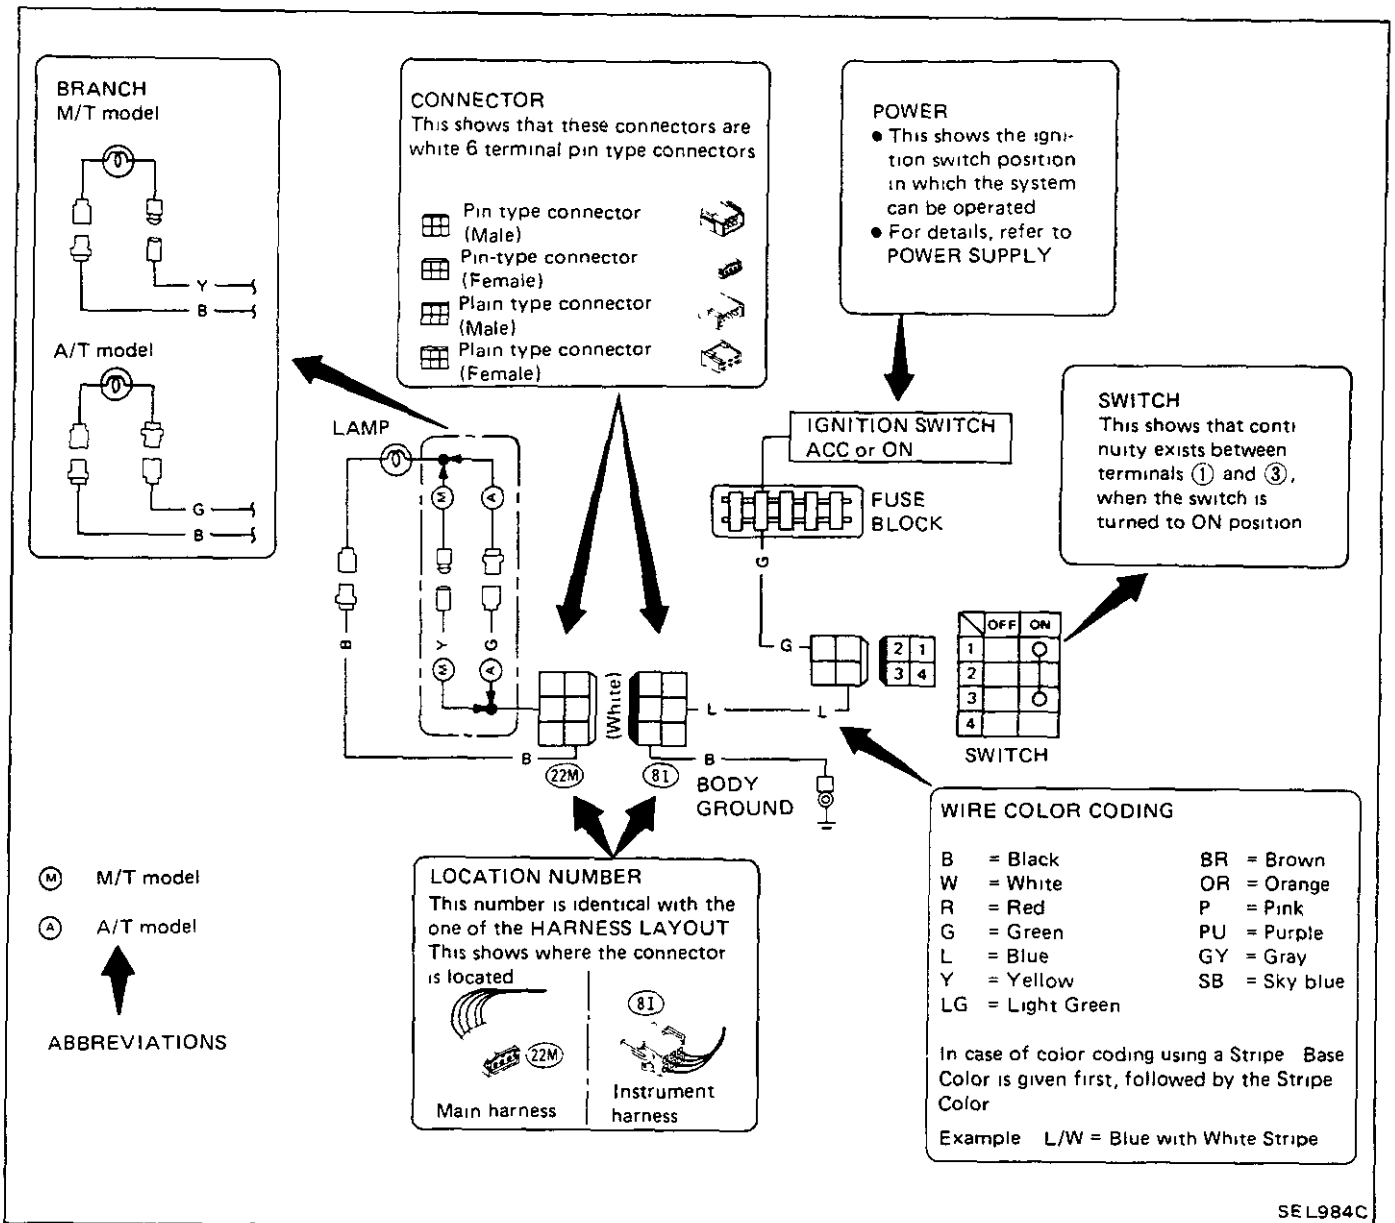 BRANCH
M/T model
Y
B
A/T model
G
B
CONNECTOR
This shows that these connectors are
white 6 terminal pin type connectors
Pin type connector
(Male)
Pin-type connector
(Female)
Plain type connector
(Male)
Plain type connector
(Female)
POWER
● This shows the igni-
tion switch position
in which the system
can be operated
● For details, refer to
POWER SUPPLY
SWITCH
This shows that conti
nuity exists between
terminals ① and ③,
when the switch is
turned to ON position
LAMP
M
A
B
Y
G
M
A
B
22M
(White)
8I
L
L
B
BODY
GROUND
IGNITION SWITCH
ACC or ON
FUSE
BLOCK
G
G
2 1
3 4
OFF ON
1
2
3
4
SWITCH
M M/T model
A A/T model
ABBREVIATIONS
LOCATION NUMBER
This number is identical with the
one of the HARNESS LAYOUT
This shows where the connector
is located
22M
Main harness
8I
Instrument
harness
WIRE COLOR CODING
B = Black BR = Brown
W = White OR = Orange
R = Red P = Pink
G = Green PU = Purple
L = Blue GY = Gray
Y = Yellow SB = Sky blue
LG = Light Green
In case of color coding using a Stripe Base
Color is given first, followed by the Stripe
Color
Example L/W = Blue with White Stripe
SEL984C